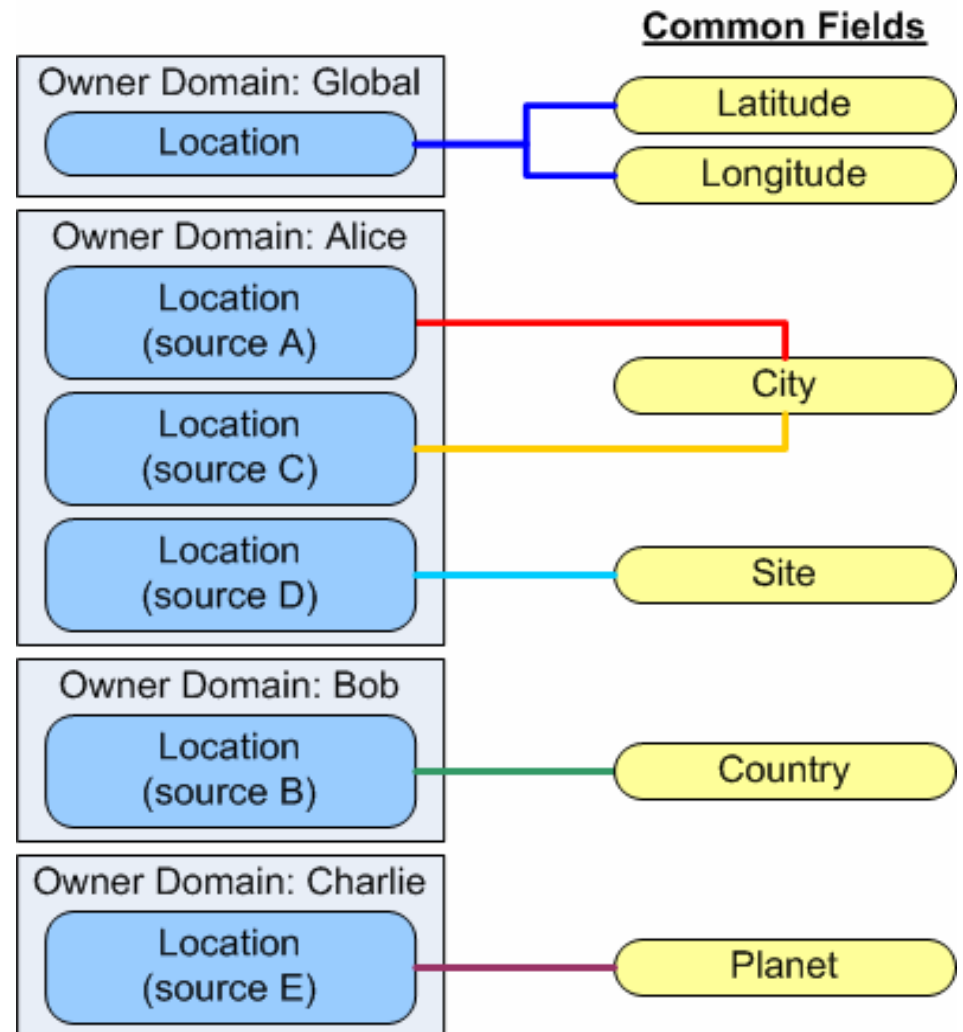 Common Fields
Owner Domain: Global
Location
Latitude
Longitude
Owner Domain: Alice
Location
(source A)
City
Location
(source C)
Location
(source D)
Site
Owner Domain: Bob
Location
(source B)
Country
Owner Domain: Charlie
Location
(source E)
Planet